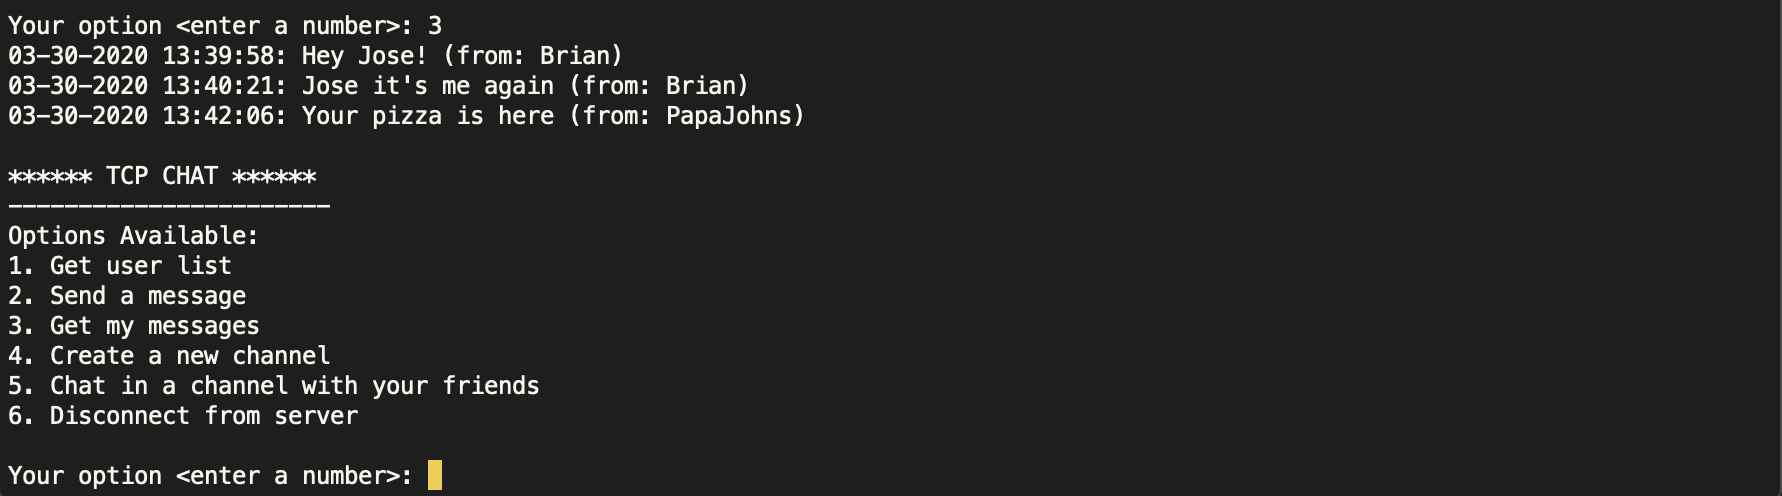 Your option <enter a number>: 3
03-30-2020 13:39:58: Hey Jose! (from: Brian)
03-30-2020 13:40:21: Jose it's me again (from: Brian)
03-30-2020 13:42:06: Your pizza is here (from: PapaJohns)
****** TCP CHAT ******
-----------------------
Options Available:
1. Get user list
2. Send a message
3. Get my messages
4. Create a new channel
5. Chat in a channel with your friends
6. Disconnect from server
Your option <enter a number>: